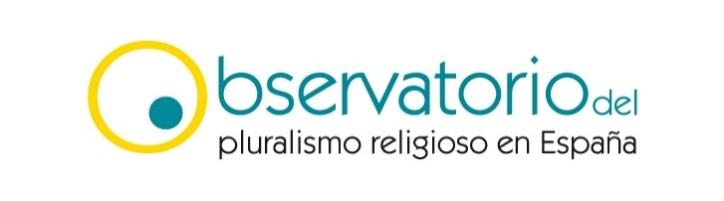 Observatorio del
pluralismo religioso en España